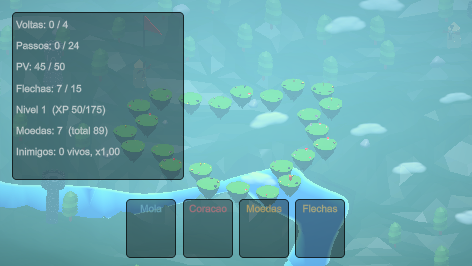 Voltas: 0 / 4
Passos: 0 / 24
PV: 45 / 50
Flechas: 7 / 15
Nivel 1 (XP 50/175)
Moedas: 7 (total 89)
Inimigos: 0 vivos, x1,00
Mola Coracao Moedas Flechas